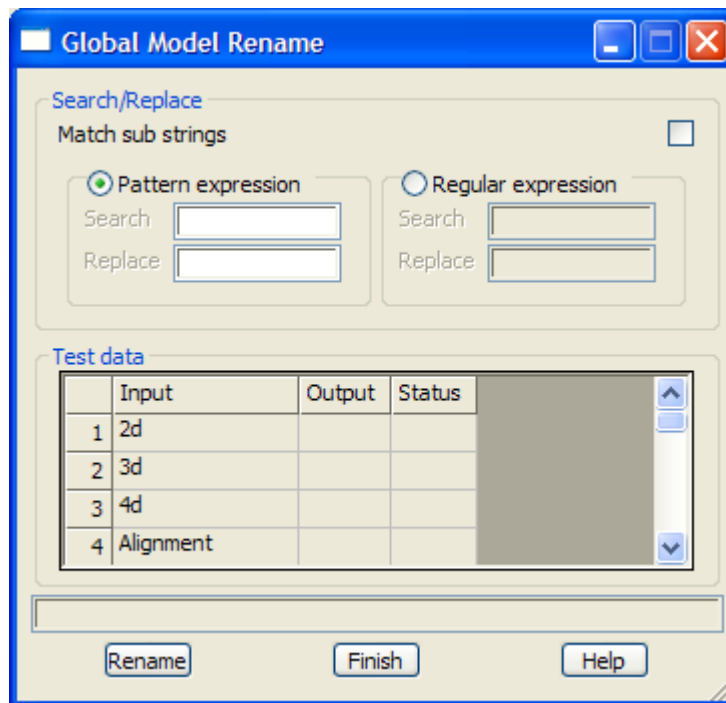 Global Model Rename
Search/Replace
Match sub strings
Pattern expression Regular expression
Search Search
Replace Replace
Test data
Input Output Status
1 2d
2 3d
3 4d
4 Alignment
Rename Finish Help